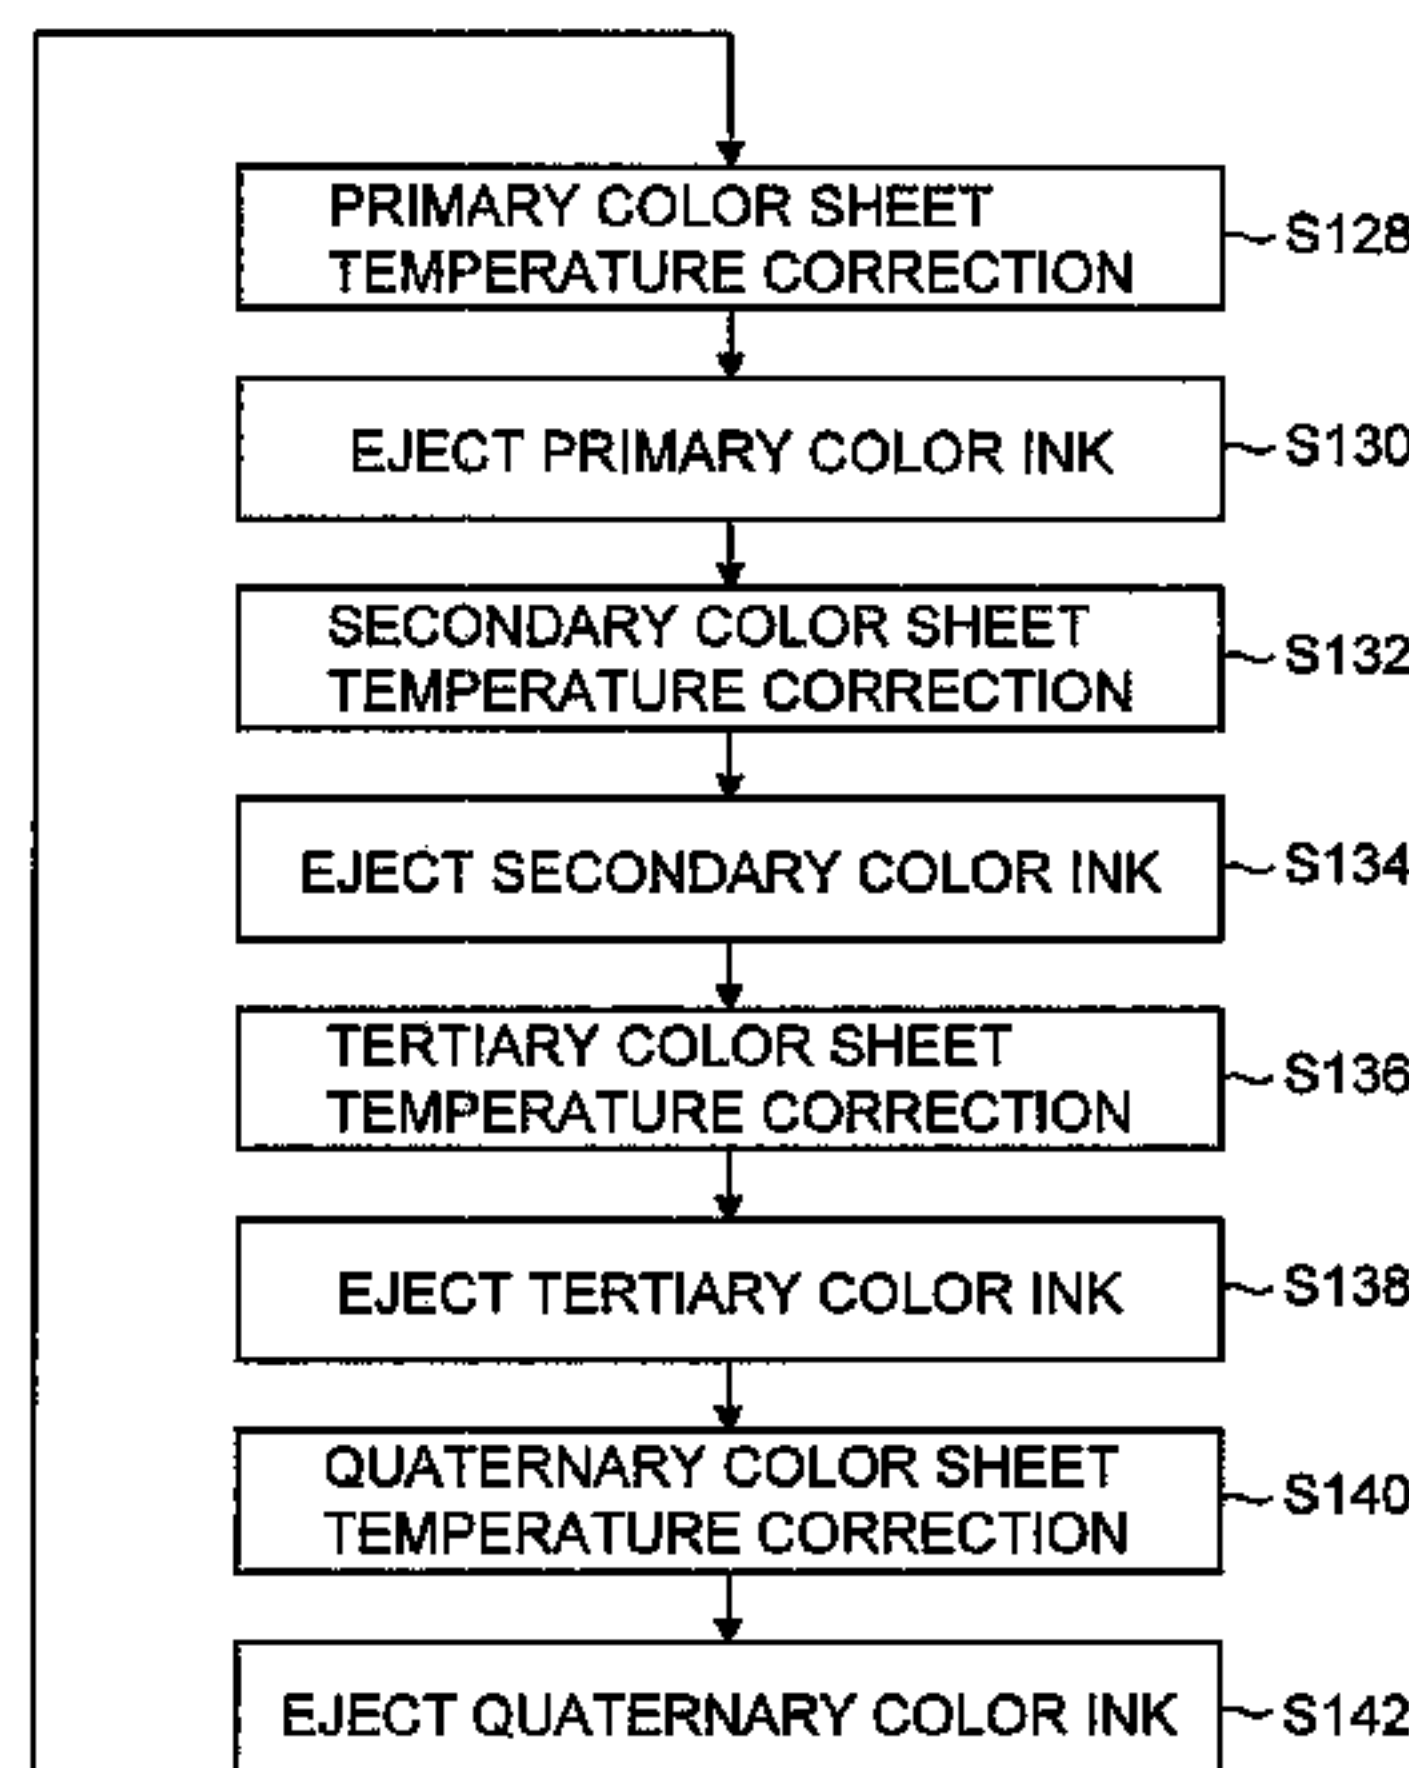 PRIMARY COLOR SHEET
TEMPERATURE CORRECTION
S128
EJECT PRIMARY COLOR INK
S130
SECONDARY COLOR SHEET
TEMPERATURE CORRECTION
S132
EJECT SECONDARY COLOR INK
S134
TERTIARY COLOR SHEET
TEMPERATURE CORRECTION
S136
EJECT TERTIARY COLOR INK
S138
QUATERNARY COLOR SHEET
TEMPERATURE CORRECTION
S140
EJECT QUATERNARY COLOR INK
S142